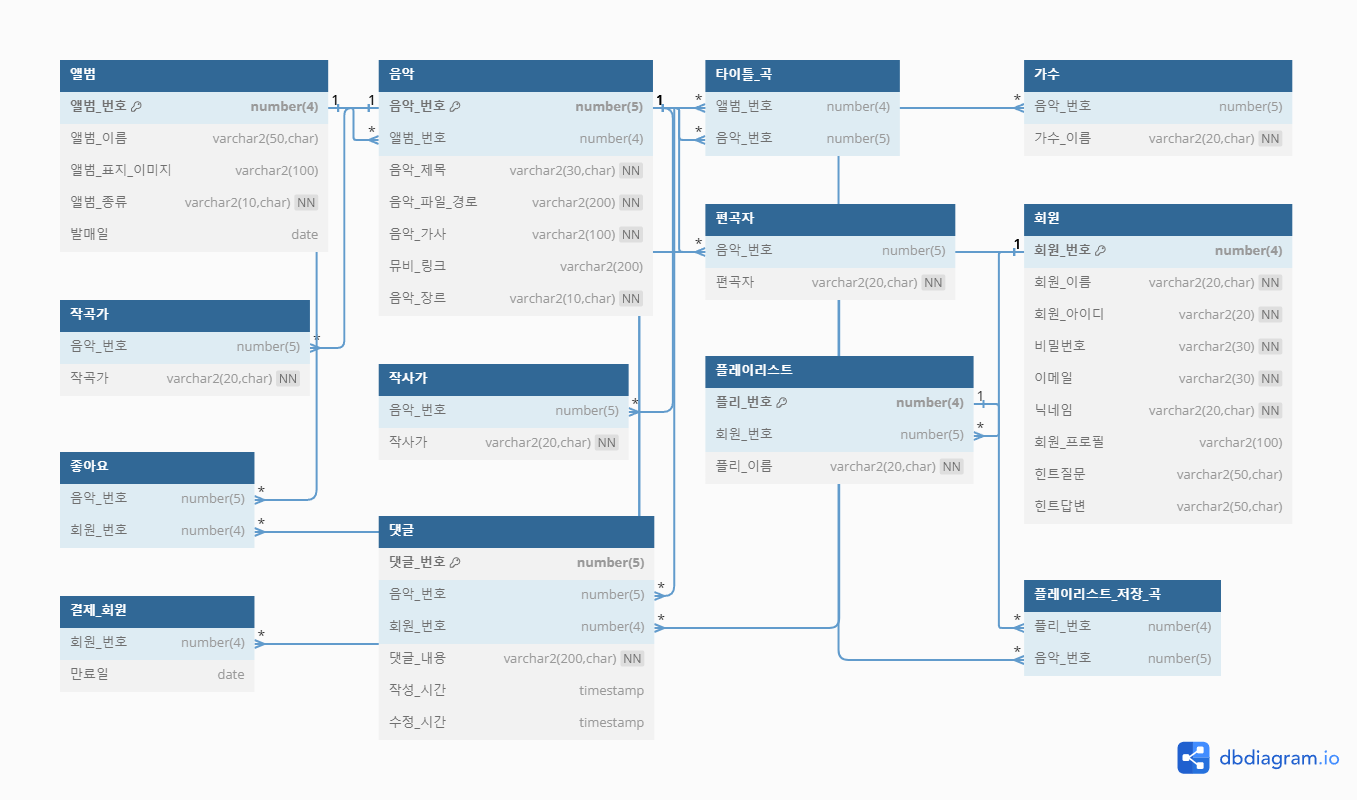 앨범
앨범_번호 number(4)
앨범_이름 varchar2(50,char)
앨범_표지_이미지 varchar2(100)
앨범_종류 varchar2(10,char) NN
발매일 date
음악
음악_번호 number(5)
앨범_번호 number(4)
음악_제목 varchar2(30,char) NN
음악_파일_경로 varchar2(200) NN
음악_가사 varchar2(100) NN
뮤비_링크 varchar2(200)
음악_장르 varchar2(10,char) NN
타이틀_곡
앨범_번호 number(4)
음악_번호 number(5)
가수
음악_번호 number(5)
가수_이름 varchar2(20,char) NN
편곡자
음악_번호 number(5)
편곡자 varchar2(20,char) NN
회원
회원_번호 number(4)
회원_이름 varchar2(20,char) NN
회원_아이디 varchar2(20) NN
비밀번호 varchar2(30) NN
이메일 varchar2(30) NN
닉네임 varchar2(20,char) NN
회원_프로필 varchar2(100)
힌트질문 varchar2(50,char)
힌트답변 varchar2(50,char)
작곡가
음악_번호 number(5)
작곡가 varchar2(20,char) NN
작사가
음악_번호 number(5)
작사가 varchar2(20,char) NN
플레이리스트
플리_번호 number(4)
회원_번호 number(5)
플리_이름 varchar2(20,char) NN
좋아요
음악_번호 number(5)
회원_번호 number(4)
댓글
댓글_번호 number(5)
음악_번호 number(5)
회원_번호 number(4)
댓글_내용 varchar2(200,char) NN
작성_시간 timestamp
수정_시간 timestamp
결제_회원
회원_번호 number(4)
만료일 date
플레이리스트_저장_곡
플리_번호 number(4)
음악_번호 number(5)
1
1
*
1
*
*
*
*
1
*
*
1
*
*
*
*
*
*
*
*
dbdiagram.io